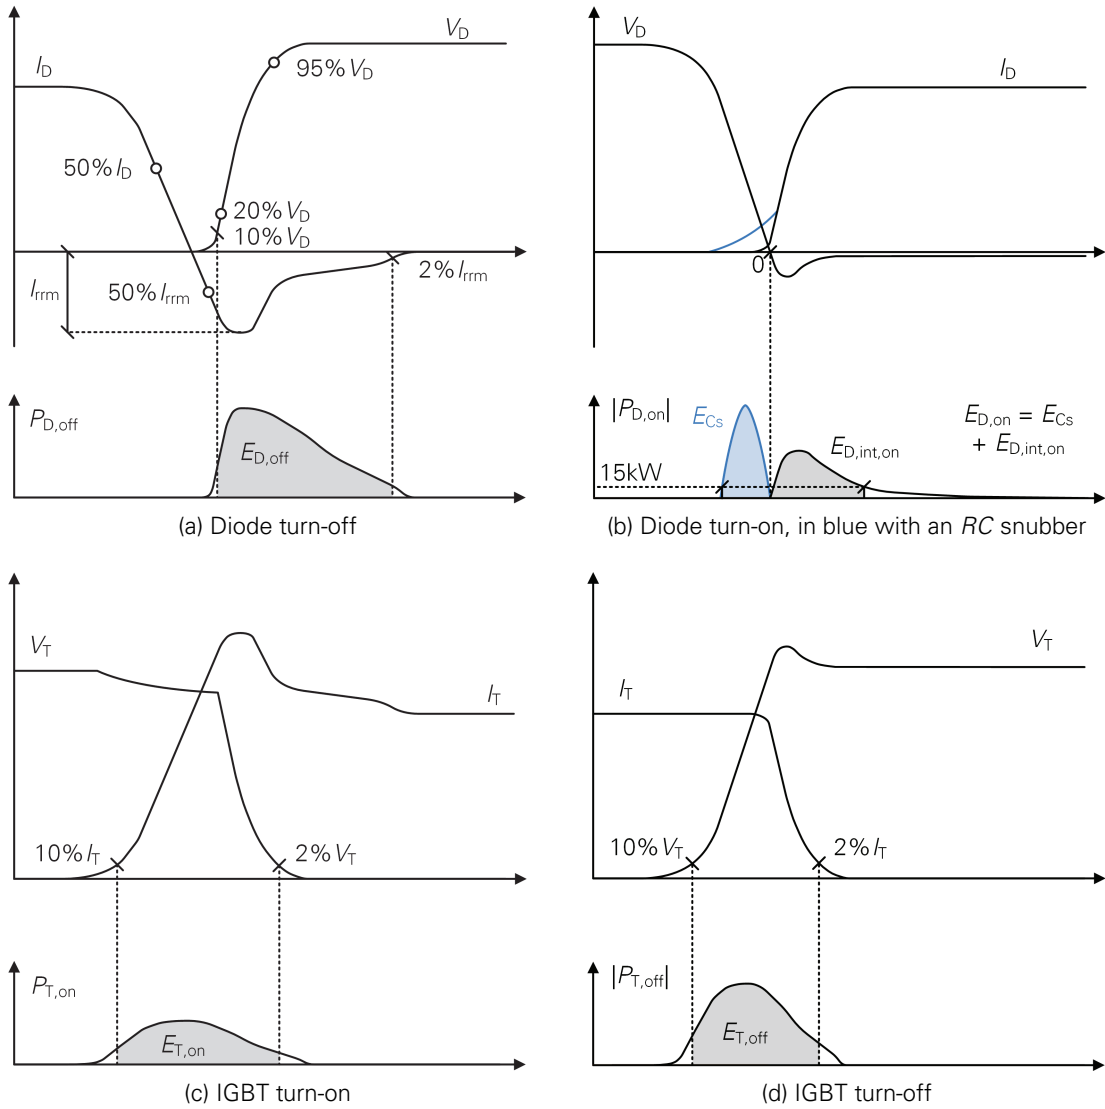 V_D
I_D
95% V_D
50% I_D
20% V_D
10% V_D
I_rrm
50% I_rrm
2% I_rrm
P_D,off
E_D,off
(a) Diode turn-off
V_D
I_D
0
|P_D,on|
E_Cs
E_D,on = E_Cs
+ E_D,int,on
E_D,int,on
15kW
(b) Diode turn-on, in blue with an RC snubber
V_T
I_T
10% I_T
2% V_T
P_T,on
E_T,on
(c) IGBT turn-on
V_T
I_T
10% V_T
2% I_T
|P_T,off|
E_T,off
(d) IGBT turn-off